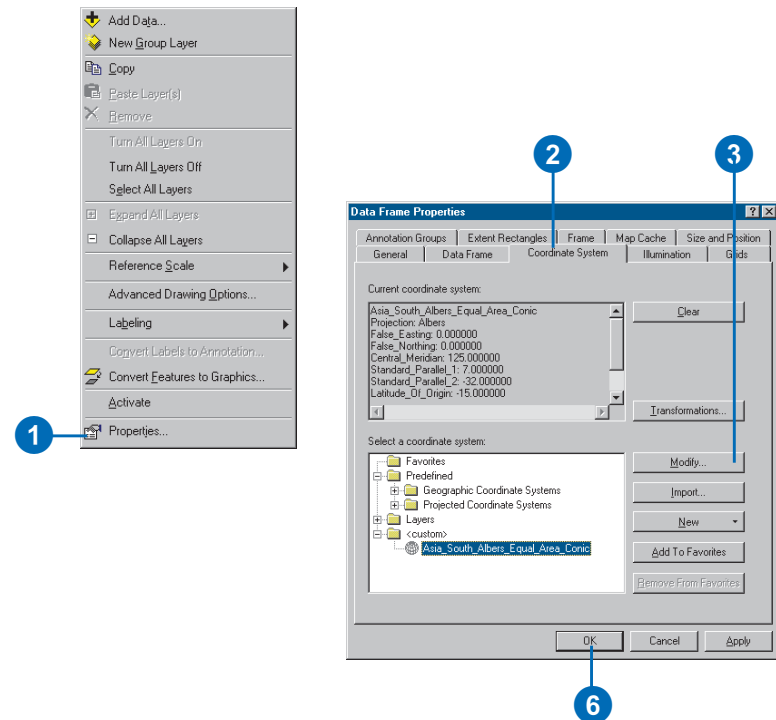 Add Data...
New Group Layer
Copy
Paste Layer(s)
Remove
Turn All Layers On
Turn All Layers Off
Select All Layers
Expand All Layers
Collapse All Layers
Reference Scale
Advanced Drawing Options...
Labeling
Convert Labels to Annotation...
Convert Features to Graphics...
Activate
1
Properties...
2
3
Data Frame Properties
Annotation Groups Extent Rectangles Frame Map Cache Size and Position
General Data Frame Coordinate System Illumination Grids
Current coordinate system:
Asia_South_Albers_Equal_Area_Conic
Projection: Albers
False_Easting: 0.000000
False_Northing: 0.000000
Central_Meridian: 125.000000
Standard_Parallel_1: 7.000000
Standard_Parallel_2: -32.000000
Latitude_Of_Origin: -15.000000
Clear
Transformations...
Select a coordinate system:
Favorites
Predefined
Geographic Coordinate Systems
Projected Coordinate Systems
Layers
<custom>
Asia_South_Albers_Equal_Area_Conic
Modify...
Import...
New
Add To Favorites
Remove From Favorites
OK Cancel Apply
6